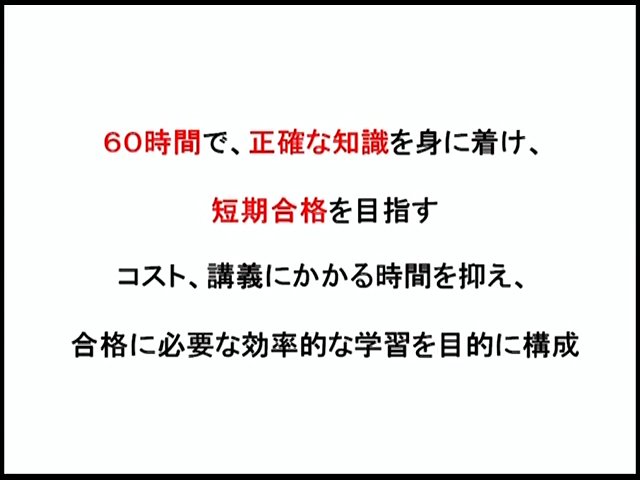 ６０時間で、正確な知識を身に着け、
短期合格を目指す
コスト、講義にかかる時間を抑え、
合格に必要な効率的な学習を目的に構成